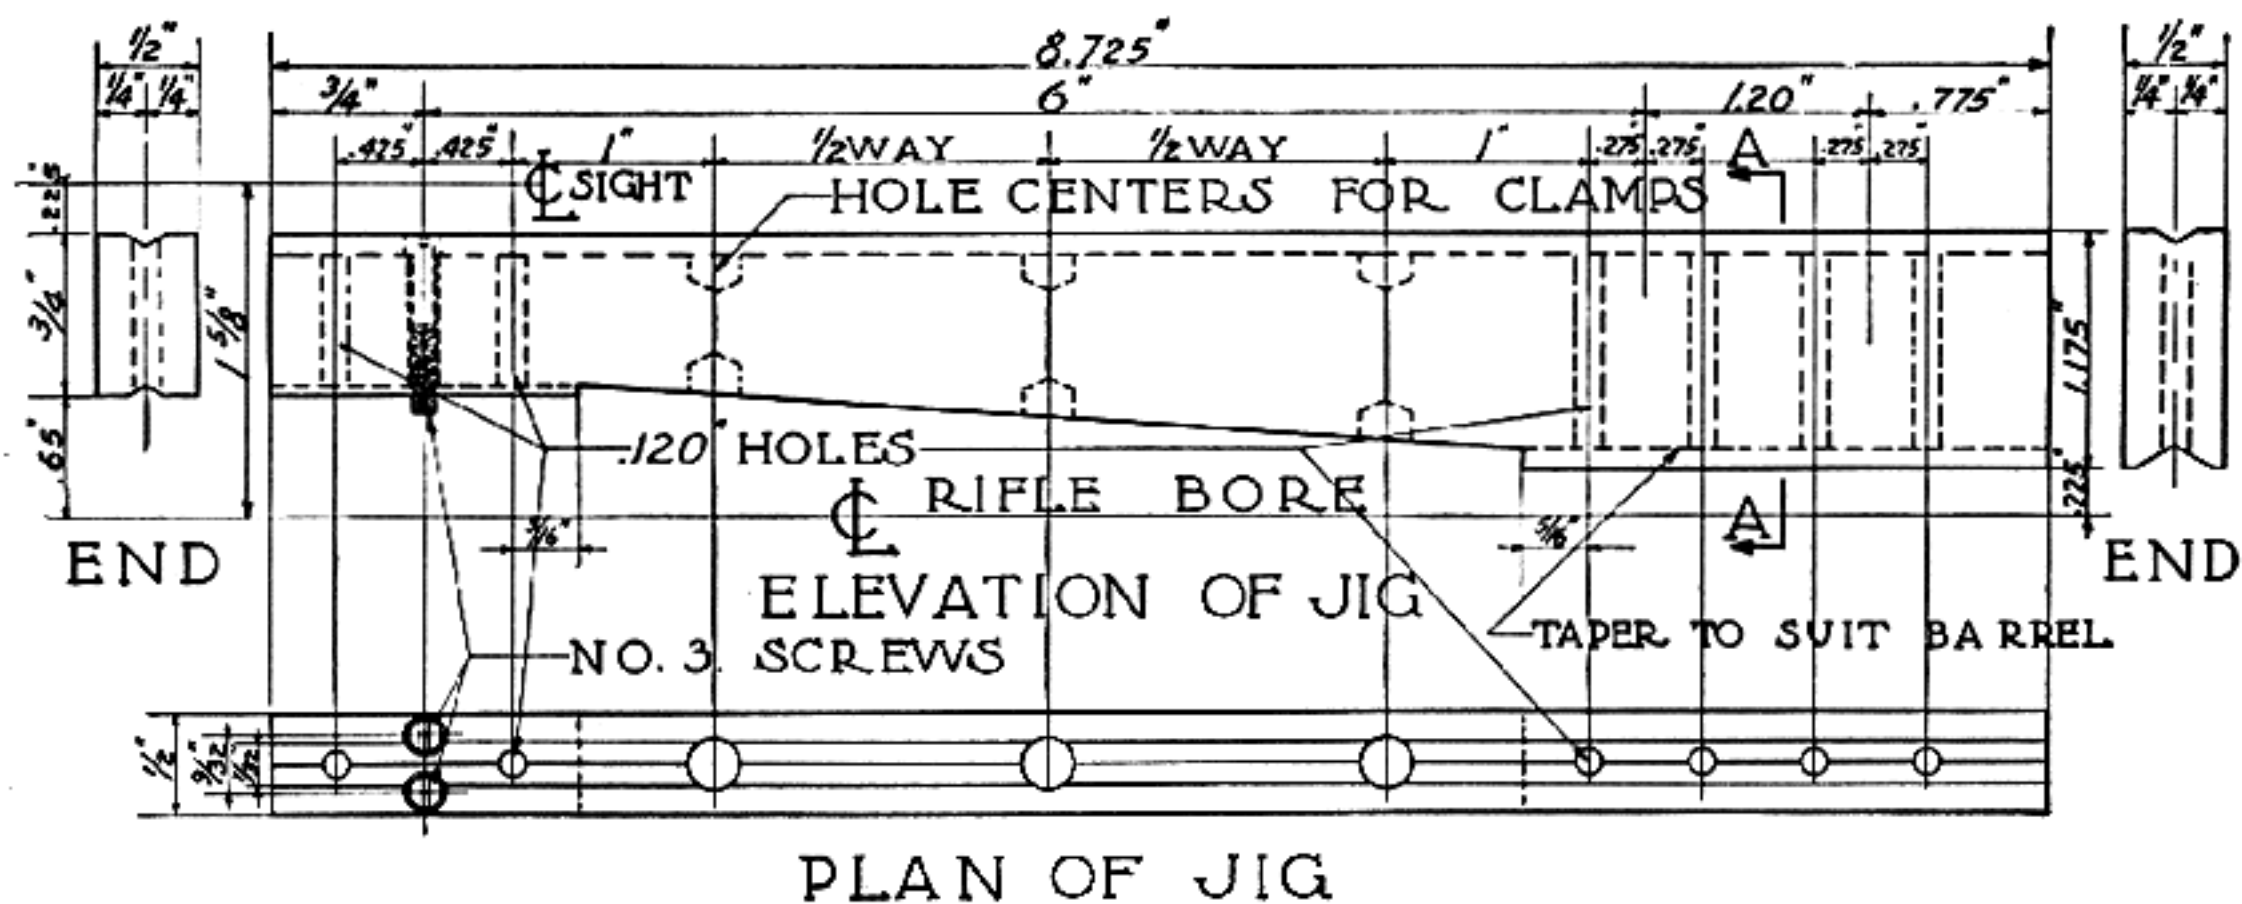 1/2" 8.725" 1/2"
1/4" 1/4" 3/4" 6" 1.20" .775" 1/4" 1/4"
.425" .425" 1" 1/2 WAY 1/2 WAY 1" .275" .275" A .275" .275"
.225" ℄ SIGHT HOLE CENTERS FOR CLAMPS
3/4" 1 5/8" 1.175"
.65" .120" HOLES .225"
℄ RIFLE BORE A
5/16" 5/16"
END ELEVATION OF JIG END
NO. 3 SCREWS TAPER TO SUIT BARREL
1/2" 9/32"
PLAN OF JIG